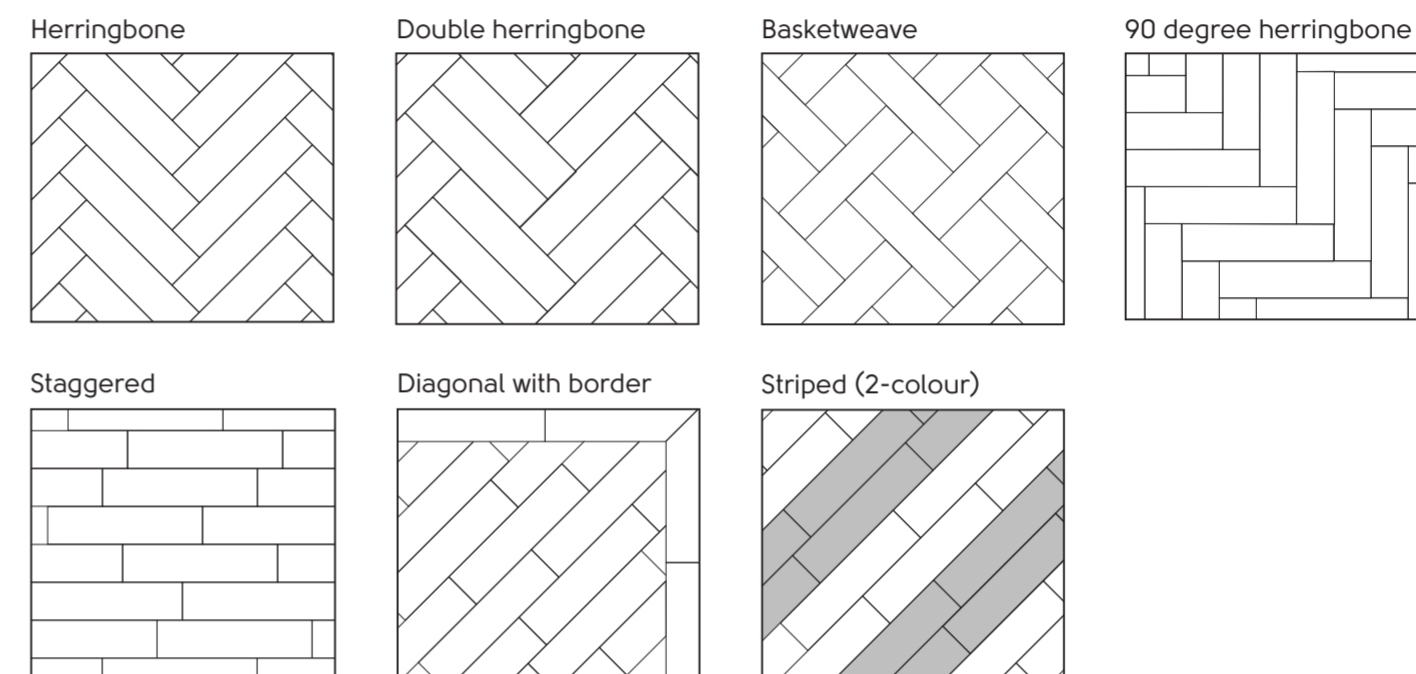 Herringbone
Double herringbone
Basketweave
90 degree herringbone
Staggered
Diagonal with border
Striped (2-colour)